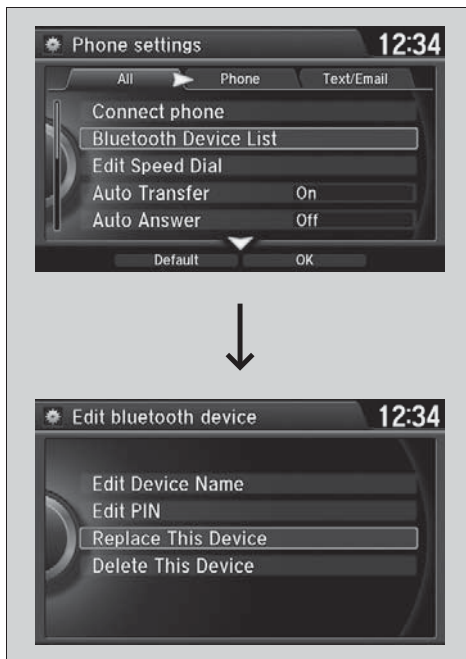 Phone settings 12:34
All Phone Text/Email
Connect phone
Bluetooth Device List
Edit Speed Dial
Auto Transfer On
Auto Answer Off
Default OK
Edit bluetooth device 12:34
Edit Device Name
Edit PIN
Replace This Device
Delete This Device